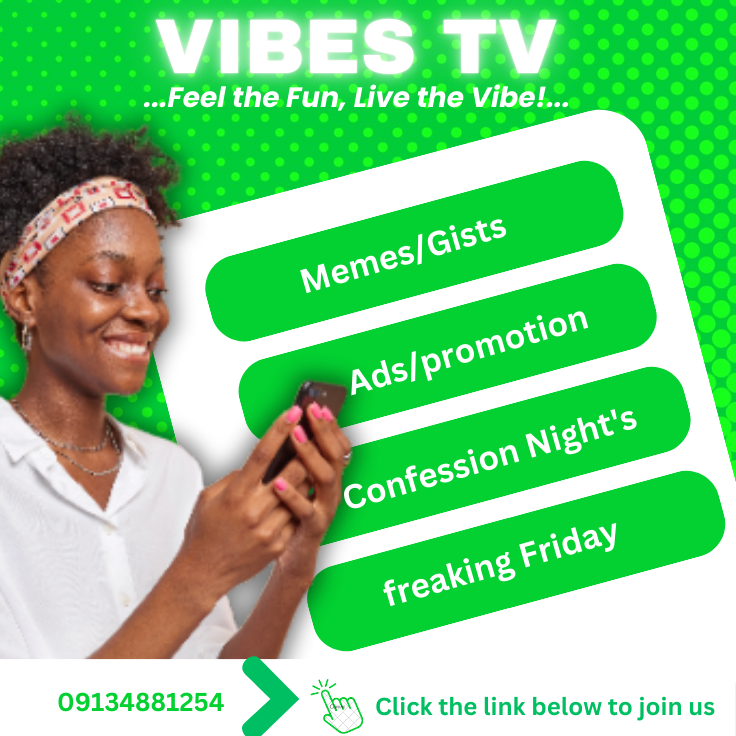 VIBES TV
...Feel the Fun, Live the Vibe!...
Memes/Gists
Ads/promotion
Confession Night's
freaking Friday
09134881254
Click the link below to join us